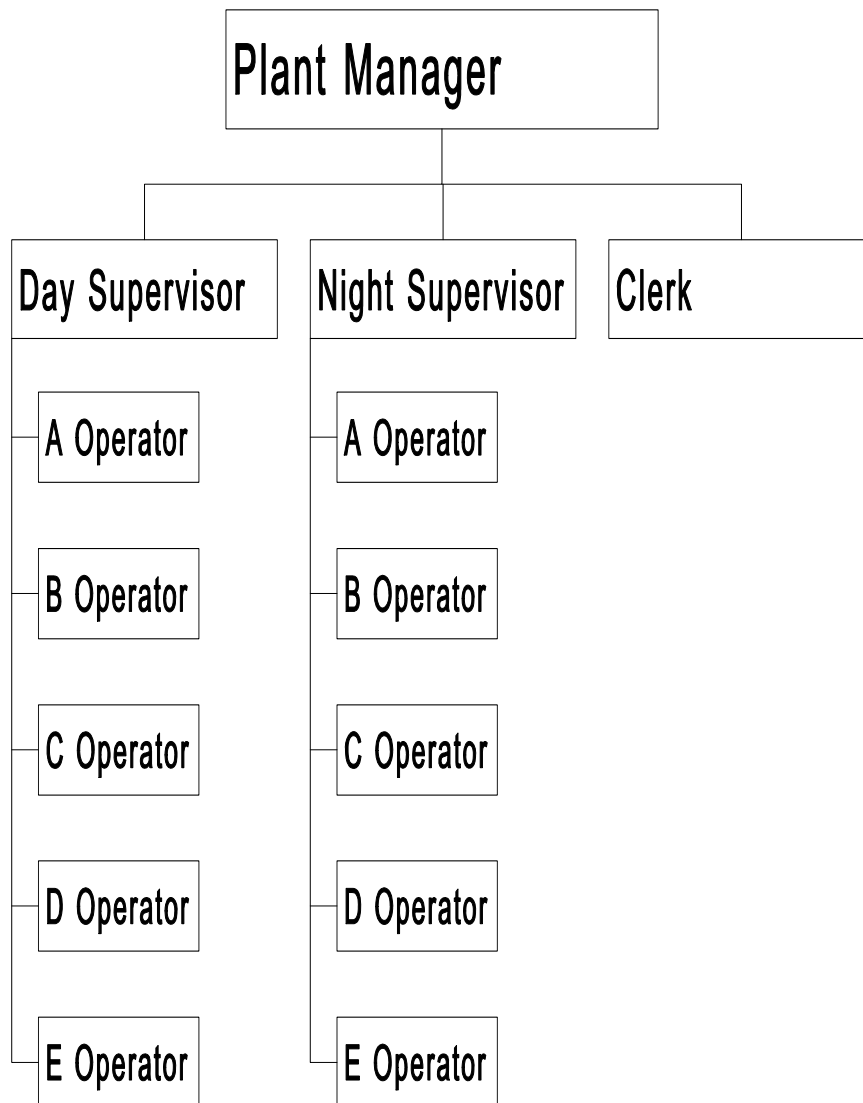 Plant Manager
Day Supervisor
Night Supervisor
Clerk
A Operator
A Operator
B Operator
B Operator
C Operator
C Operator
D Operator
D Operator
E Operator
E Operator